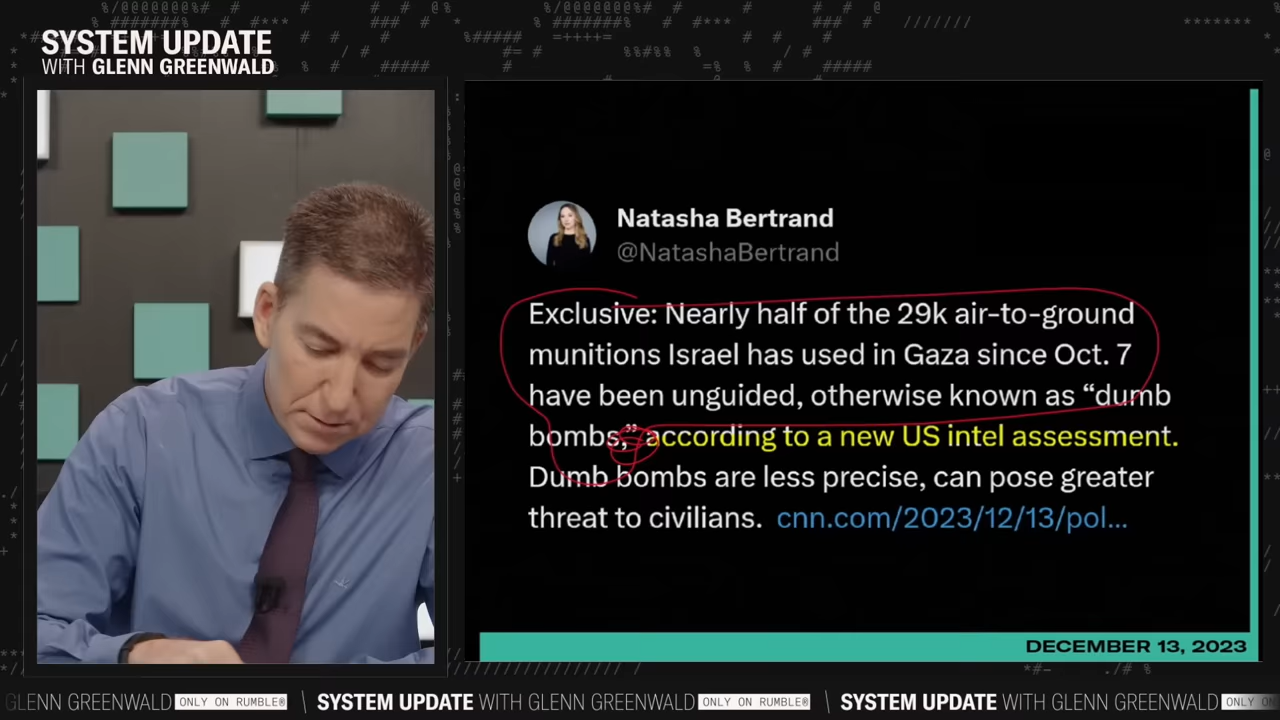 SYSTEM UPDATE
WITH GLENN GREENWALD
Natasha Bertrand
@NatashaBertrand
Exclusive: Nearly half of the 29k air-to-ground
munitions Israel has used in Gaza since Oct. 7
have been unguided, otherwise known as “dumb
bombs,” according to a new US intel assessment.
Dumb bombs are less precise, can pose greater
threat to civilians. cnn.com/2023/12/13/pol...
DECEMBER 13, 2023
GLENN GREENWALD ONLY ON RUMBLE® SYSTEM UPDATE WITH GLENN GREENWALD ONLY ON RUMBLE® SYSTEM UPDATE WITH GLENN GREENWALD ONLY ON